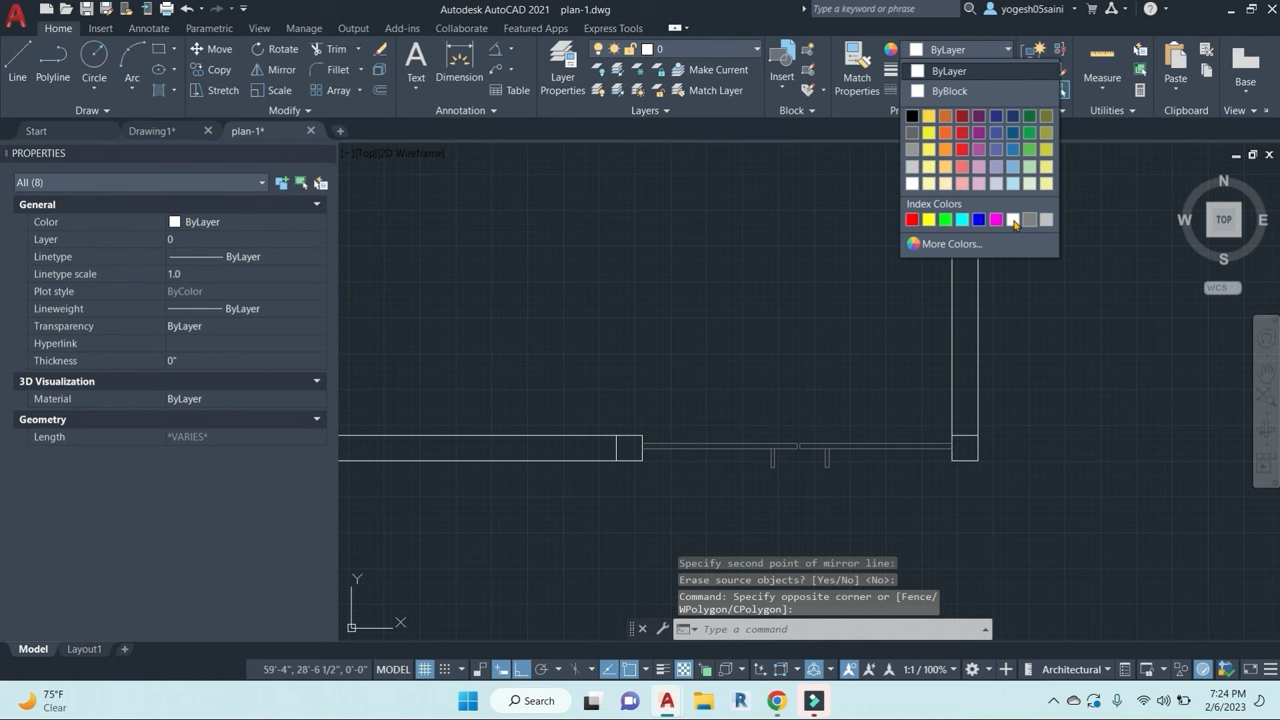 Autodesk AutoCAD 2021 plan-1.dwg
Type a keyword or phrase
yogesh05saini
Home Insert Annotate Parametric View Manage Output Add-ins Collaborate Featured Apps Express Tools
Line
Polyline
Circle
Arc
Move
Rotate
Trim
Copy
Mirror
Fillet
Stretch
Scale
Array
Text
Dimension
Layer
Properties
0
Make Current
Match Layer
Insert
Match
Properties
ByLayer
Measure
Paste
Base
Draw
Modify
Annotation
Layers
Block
Utilities
Clipboard
View
ByLayer
ByBlock
Index Colors
More Colors...
Start
Drawing1*
plan-1*
PROPERTIES
All (8)
General
Color ByLayer
Layer 0
Linetype ByLayer
Linetype scale 1.0
Plot style ByColor
Lineweight ByLayer
Transparency ByLayer
Hyperlink
Thickness 0"
3D Visualization
Material ByLayer
Geometry
Length *VARIES*
[−][Top][2D Wireframe]
N
W TOP E
S
WCS
Specify second point of mirror line:
Erase source objects? [Yes/No] <No>:
Command: Specify opposite corner or [Fence/
WPolygon/CPolygon]:
Type a command
Y
X
Model Layout1
59'-4", 28'-6 1/2", 0'-0" MODEL 1:1 / 100% Architectural
75°F
Clear
Search
7:24 PM
2/6/2023